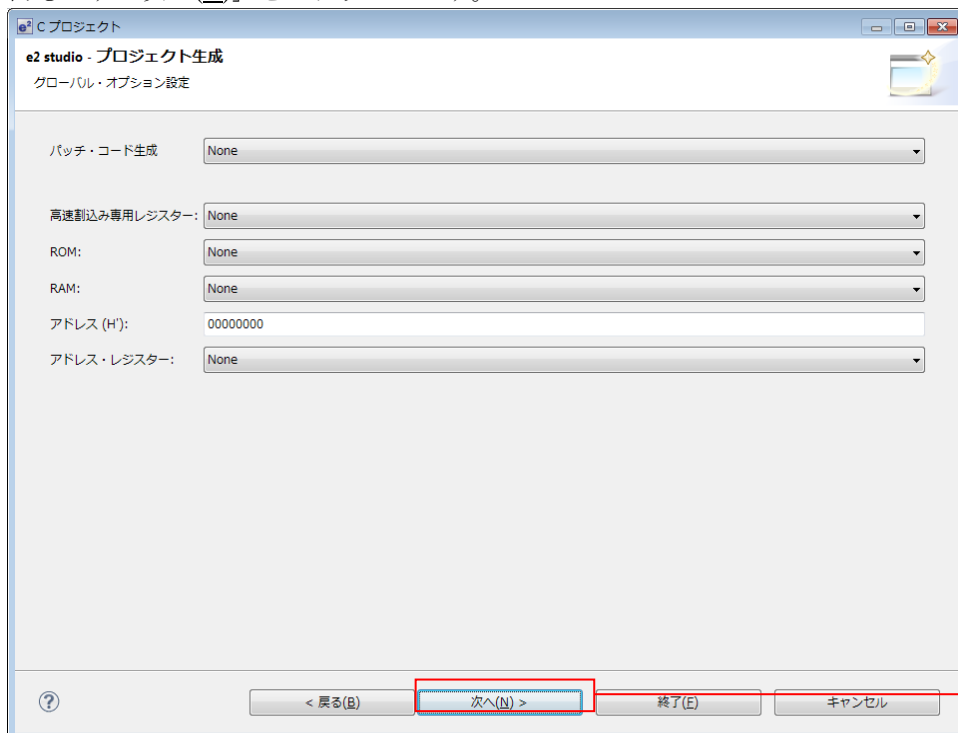 (N)
C プロジェクト
e2 studio - プロジェクト生成
グローバル・オプション設定
パッチ・コード生成 None
高速割込み専用レジスター: None
ROM: None
RAM: None
アドレス (H'): 00000000
アドレス・レジスター: None
< 戻る(B) 次へ(N) > 終了(F) キャンセル